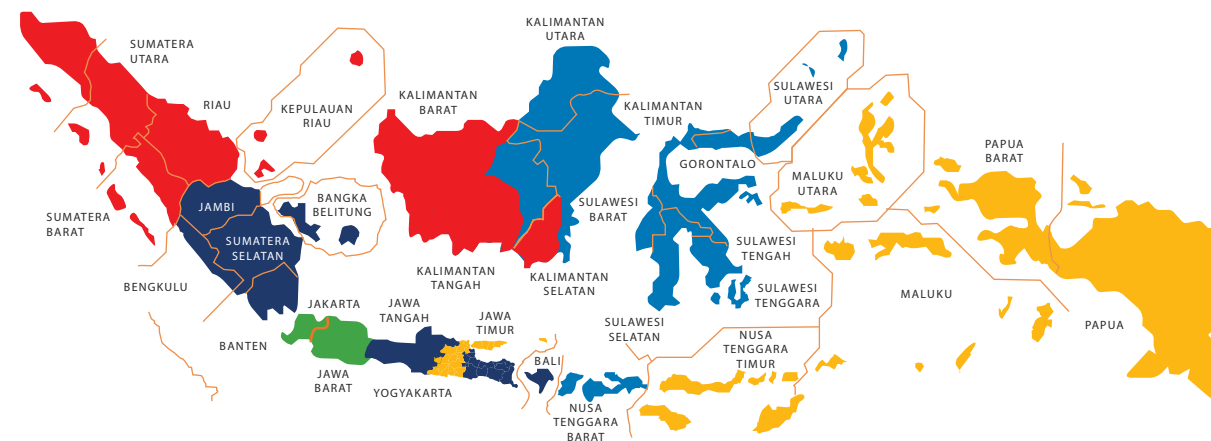 KALIMANTAN
UTARA
SUMATERA
UTARA
SULAWESI
UTARA
KALIMANTAN
BARAT
RIAU
KEPULAUAN
RIAU
KALIMANTAN
TIMUR
PAPUA
BARAT
GORONTALO
MALUKU
UTARA
JAMBI
BANGKA
BELITUNG
SULAWESI
BARAT
SUMATERA
BARAT
SUMATERA
SELATAN
SULAWESI
TENGAH
KALIMANTAN
TENGAH
KALIMANTAN
SELATAN
BENGKULU
SULAWESI
TENGGARA
MALUKU
JAKARTA
JAWA
TANGAH
JAWA
TIMUR
SULAWESI
SELATAN
PAPUA
BANTEN
NUSA
TENGGARA
TIMUR
BALI
JAWA
BARAT
YOGYAKARTA
NUSA
TENGGARA
BARAT